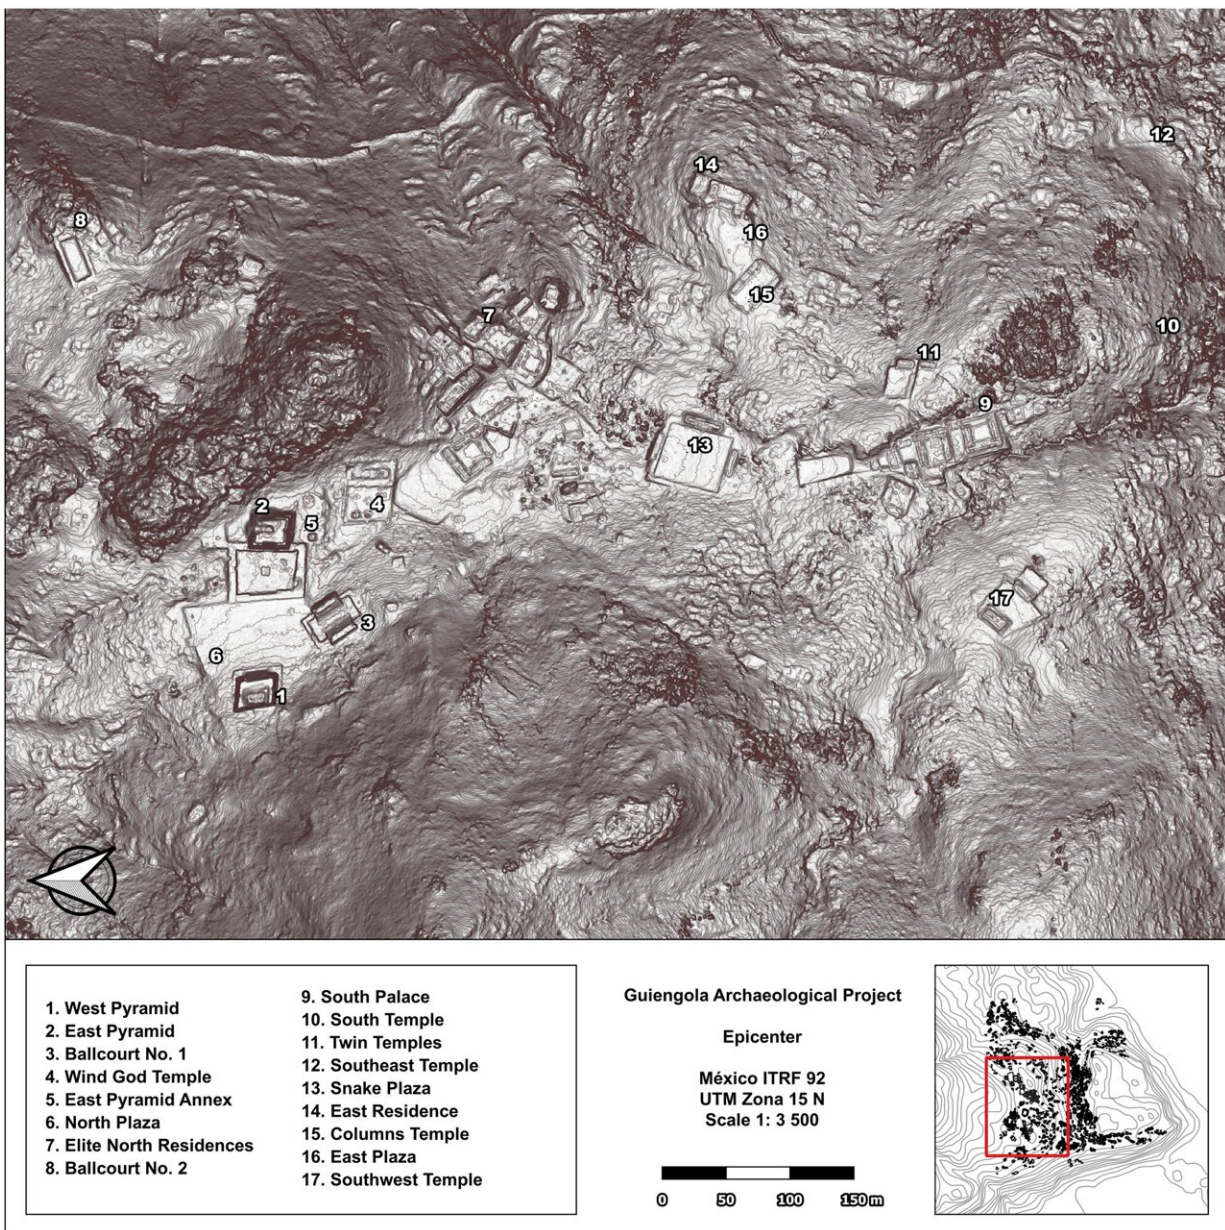 12
14
8
16
15
7
10
11
9
13
2
4
5
17
3
6
1
1. West Pyramid
2. East Pyramid
3. Ballcourt No. 1
4. Wind God Temple
5. East Pyramid Annex
6. North Plaza
7. Elite North Residences
8. Ballcourt No. 2
9. South Palace
10. South Temple
11. Twin Temples
12. Southeast Temple
13. Snake Plaza
14. East Residence
15. Columns Temple
16. East Plaza
17. Southwest Temple
Guiengola Archaeological Project
Epicenter
México ITRF 92
UTM Zona 15 N
Scale 1: 3 500
0 50 100 150 m